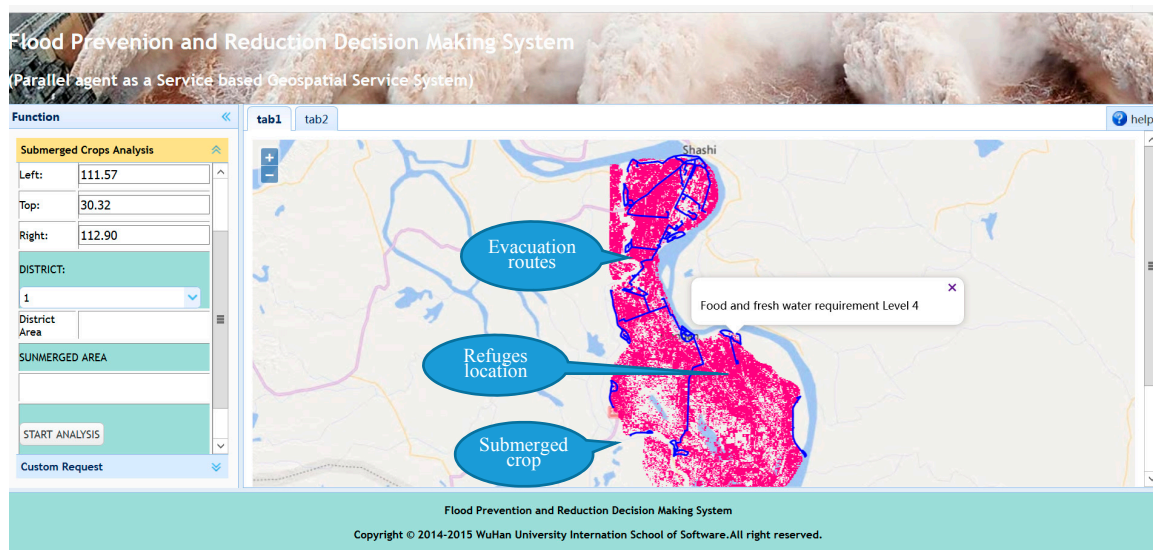 Flood Prevenion and Reduction Decision Making System
(Parallel agent as a Service based Geospatial Service System)
Function
tab1
tab2
help
Submerged Crops Analysis
Left:
111.57
Top:
30.32
Right:
112.90
DISTRICT:
1
District
Area
SUNMERGED AREA
START ANALYSIS
Custom Request
Shashi
Evacuation
routes
Food and fresh water requirement Level 4
Refuges
location
Submerged
crop
Flood Prevention and Reduction Decision Making System
Copyright © 2014-2015 WuHan University Internation School of Software.All right reserved.